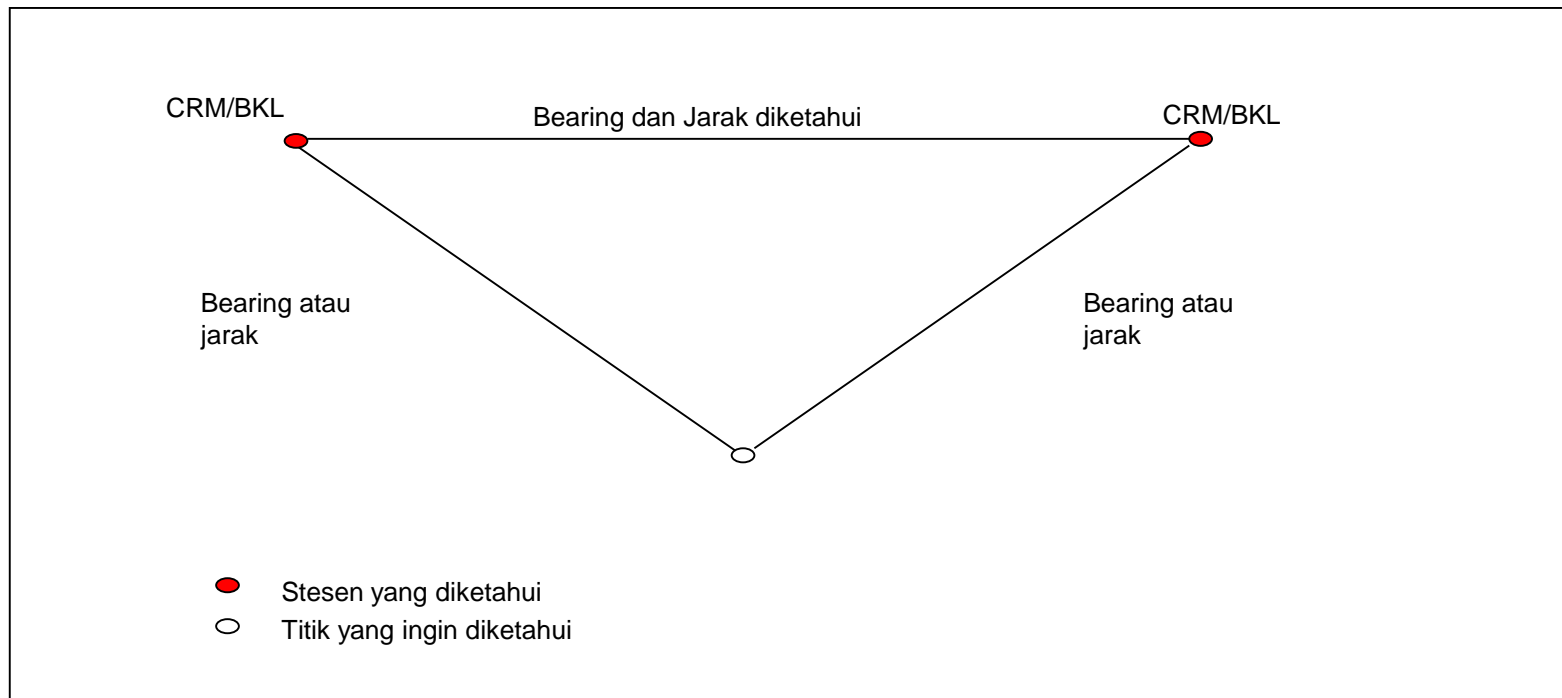 CRM/BKL
Bearing dan Jarak diketahui
CRM/BKL
Bearing atau
jarak
Bearing atau
jarak
Stesen yang diketahui
Titik yang ingin diketahui